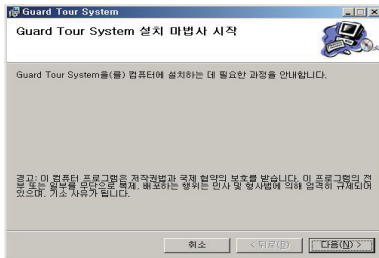 Guard Tour System
Guard Tour System 설치 마법사 시작
Guard Tour System을(를) 컴퓨터에 설치하는 데 필요한 과정을 안내합니다.
경고: 이 컴퓨터 프로그램은 저작권법과 국제 협약의 보호를 받습니다. 이 프로그램의 전
부 또는 일부를 무단으로 복제, 배포하는 행위는 민사 및 형사법에 의해 엄격히 규제되어
있으며, 기소 사유가 됩니다.
취소
< 뒤로(B)
다음(N) >